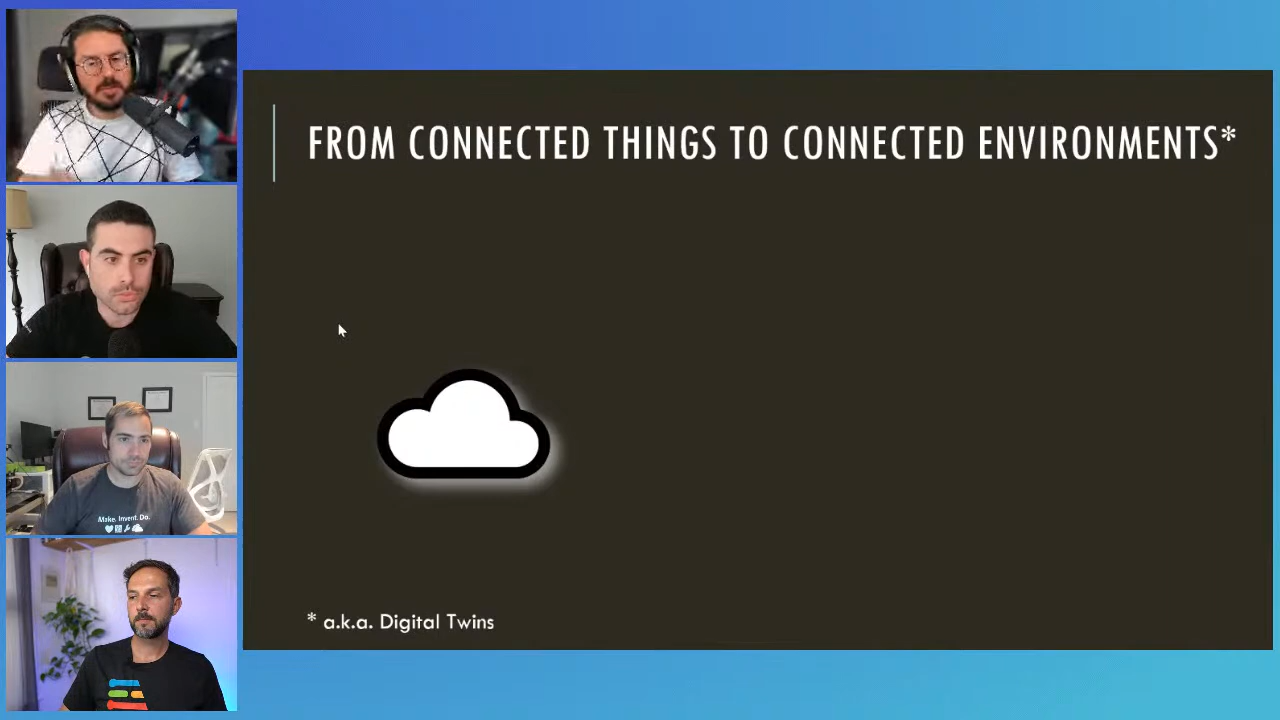 FROM CONNECTED THINGS TO CONNECTED ENVIRONMENTS*
Make. Invent. Do.
* a.k.a. Digital Twins